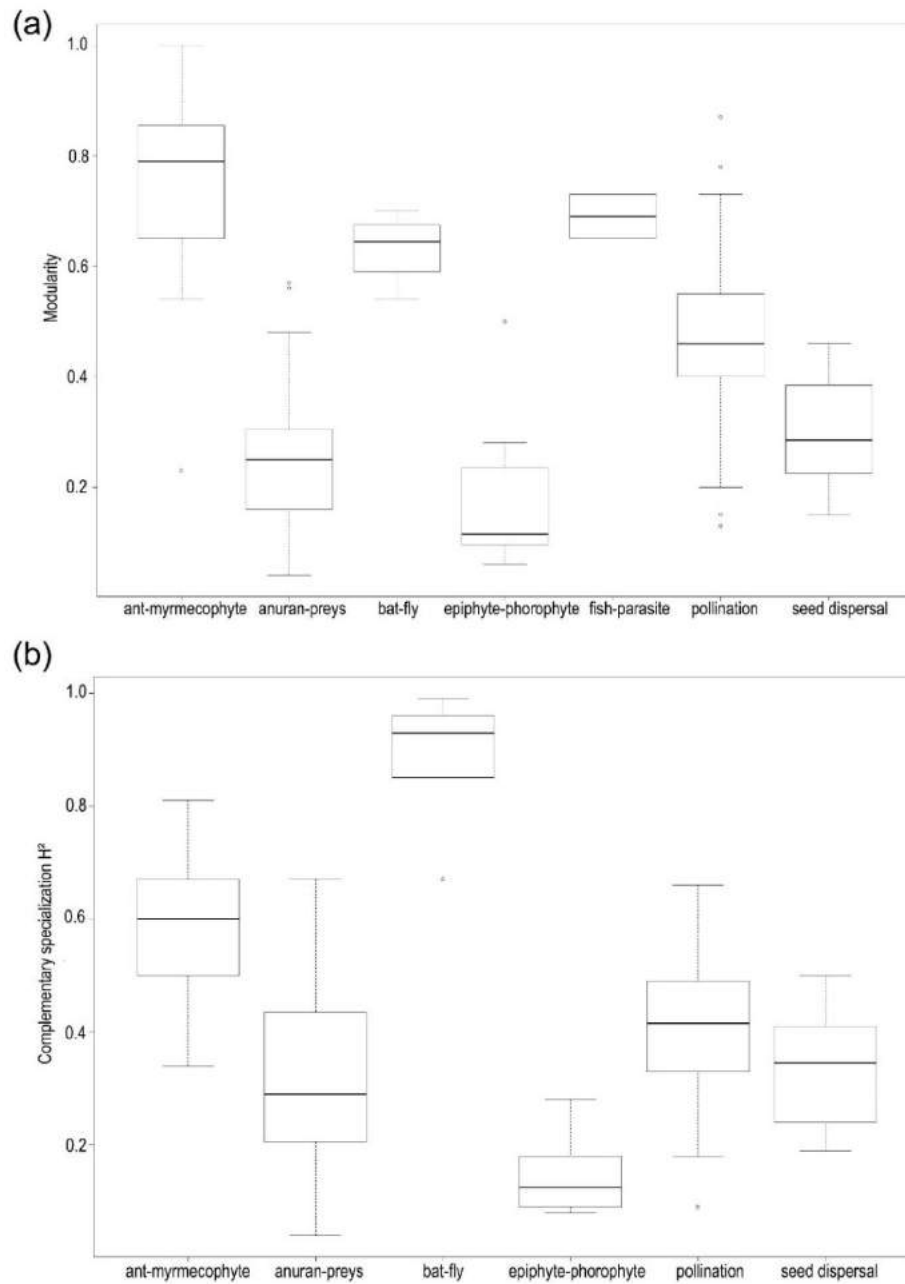 (a)
1.0
0.8
0.6
0.4
0.2
Modularity
ant-myrmecophyte anuran-preys bat-fly epiphyte-phorophyte fish-parasite pollination seed dispersal
(b)
1.0
0.8
0.6
0.4
0.2
Complementary specialization H²
ant-myrmecophyte anuran-preys bat-fly epiphyte-phorophyte pollination seed dispersal